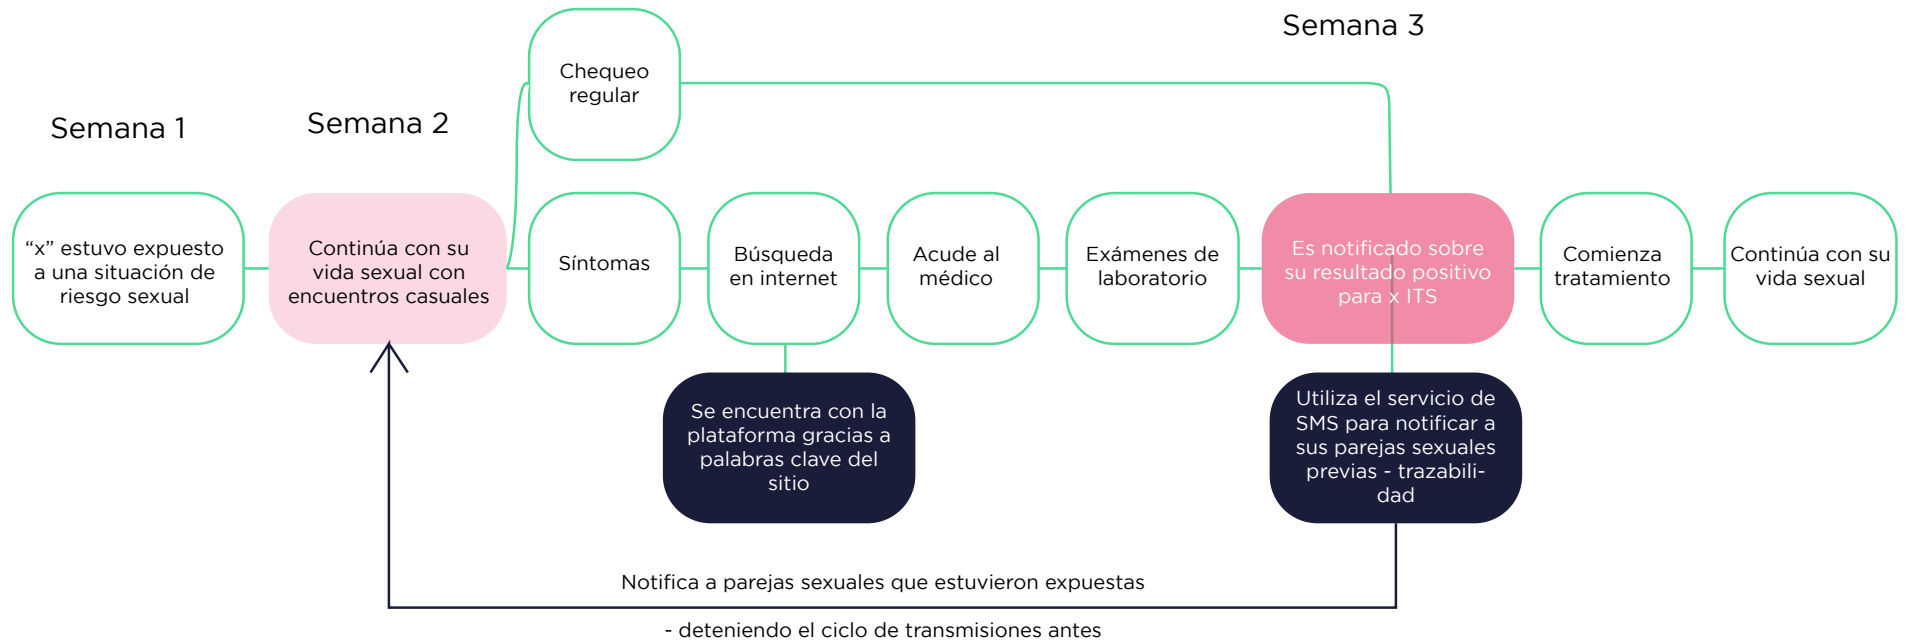 Semana 1
Semana 2
Semana 3
Chequeo
regular
“x” estuvo expuesto
a una situación de
riesgo sexual
Continúa con su
vida sexual con
encuentros casuales
Síntomas
Búsqueda
en internet
Acude al
médico
Exámenes de
laboratorio
Es notificado sobre
su resultado positivo
para x ITS
Comienza
tratamiento
Continúa con su
vida sexual
Se encuentra con la
plataforma gracias a
palabras clave del
sitio
Utiliza el servicio de
SMS para notificar a
sus parejas sexuales
previas - trazabili-
dad
Notifica a parejas sexuales que estuvieron expuestas
- deteniendo el ciclo de transmisiones antes